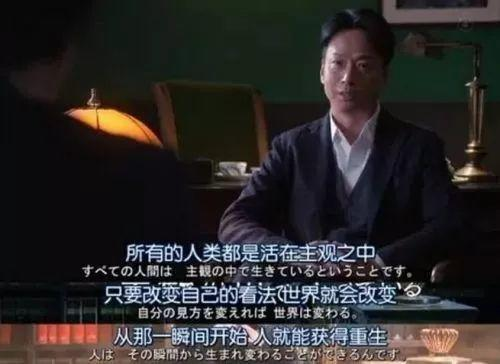 所有的人类都是活在主观之中
すべての人間は 主観の中で生きているということです。
只要改变自己的看法世界就会改变
自分の見方を変えれば 世界は変わる。
从那一瞬间开始 人就能获得重生
人は その瞬間から生まれ変わることができるんです